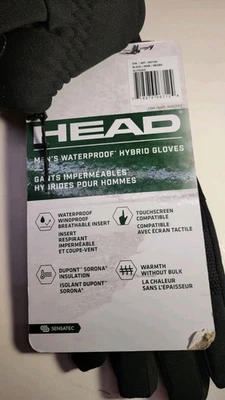 HEAD
MEN'S WATERPROOF* HYBRID GLOVES
GANTS IMPERMÉABLES
HYBRIDES POUR HOMMES
WATERPROOF
WINDPROOF
BREATHABLE INSERT
INSERT
RESPIRANT
IMPERMÉABLE
ET COUPE-VENT
TOUCHSCREEN
COMPATIBLE
COMPATIBLE
AVEC ÉCRAN TACTILE
DUPONT™ SORONA®
INSULATION
ISOLANT DUPONT™
SORONA®
WARMTH
WITHOUT BULK
LA CHALEUR
SANS L'ÉPAISSEUR
SENSATEC